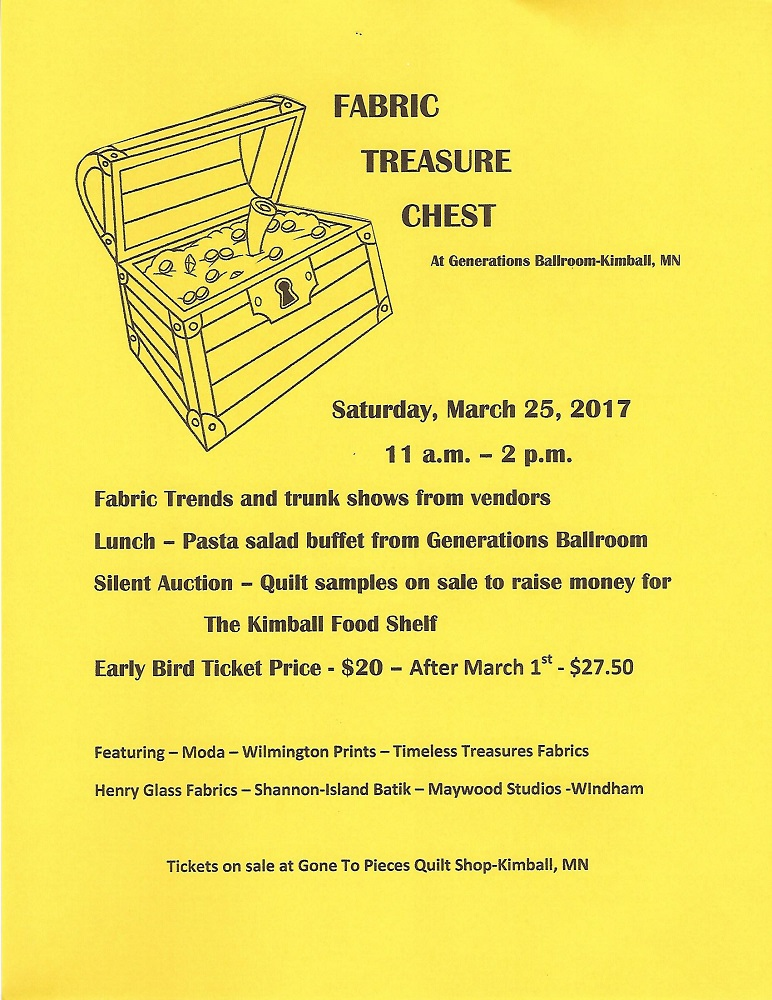 FABRIC
TREASURE
CHEST
At Generations Ballroom-Kimball, MN
Saturday, March 25, 2017
11 a.m. – 2 p.m.
Fabric Trends and trunk shows from vendors
Lunch – Pasta salad buffet from Generations Ballroom
Silent Auction – Quilt samples on sale to raise money for
The Kimball Food Shelf
Early Bird Ticket Price - $20 – After March 1st - $27.50
Featuring – Moda – Wilmington Prints – Timeless Treasures Fabrics
Henry Glass Fabrics – Shannon-Island Batik – Maywood Studios -WIndham
Tickets on sale at Gone To Pieces Quilt Shop-Kimball, MN